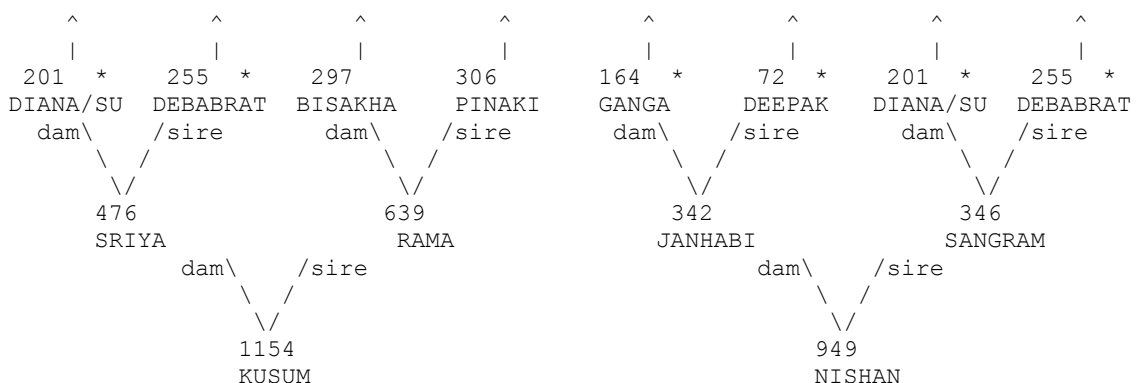 ^ ^ ^ ^ ^ ^ ^ ^
| | | | | | | |
201 * 255 * 297 306 164 * 72 * 201 * 255 *
DIANA/SU DEBABRAT BISAKHA PINAKI GANGA DEEPAK DIANA/SU DEBABRAT
dam\ /sire dam\ /sire dam\ /sire dam\ /sire
\ / \ / \ / \ /
\/ \/ \/ \/
476 639 342 346
SRIYA RAMA JANHABI SANGRAM
dam\ /sire dam\ /sire
\ / \ /
\/ \/
1154 949
KUSUM NISHAN